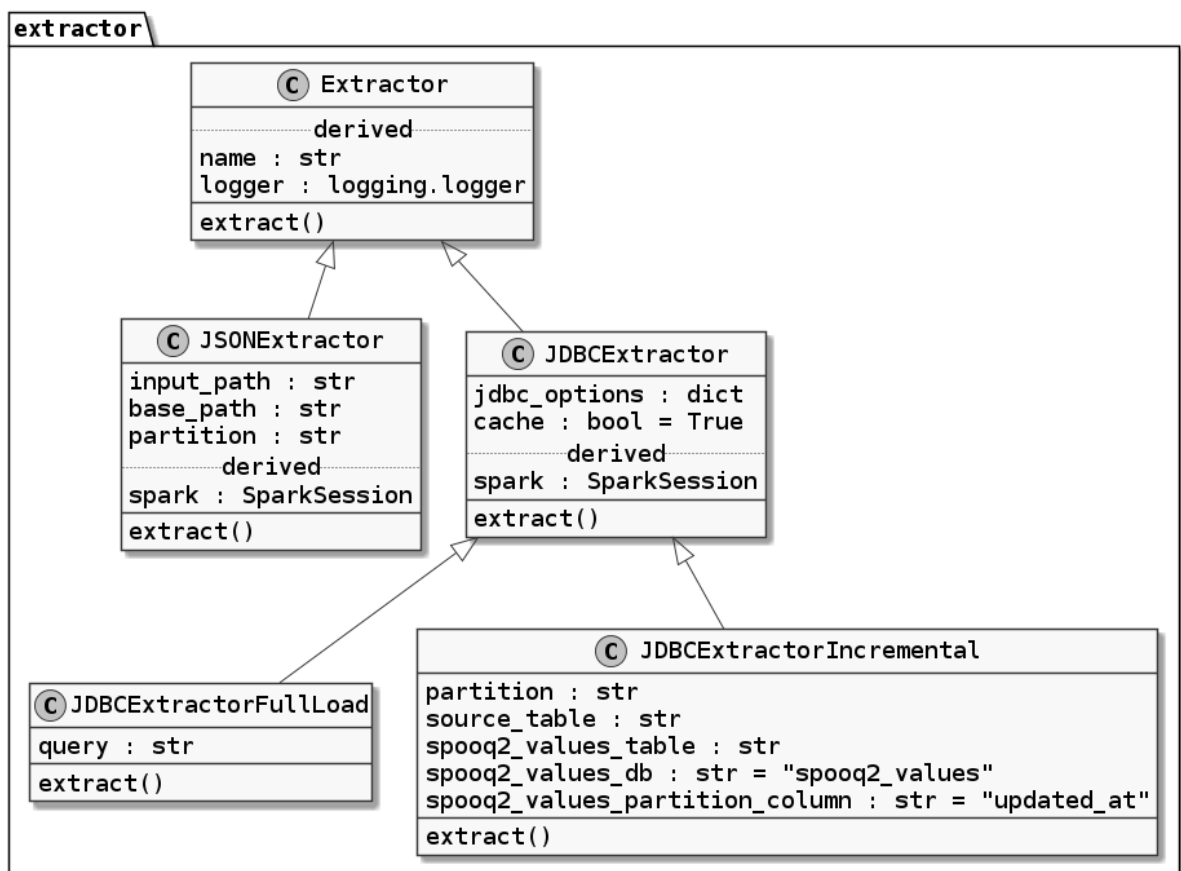 extractor
C Extractor
derived
name : str
logger : logging.logger
extract()
C JSONExtractor
input_path : str
base_path : str
partition : str
derived
spark : SparkSession
extract()
C JDBCExtractor
jdbc_options : dict
cache : bool = True
derived
spark : SparkSession
extract()
C JDBCExtractorFullLoad
query : str
extract()
C JDBCExtractorIncremental
partition : str
source_table : str
spooq2_values_table : str
spooq2_values_db : str = "spooq2_values"
spooq2_values_partition_column : str = "updated_at"
extract()